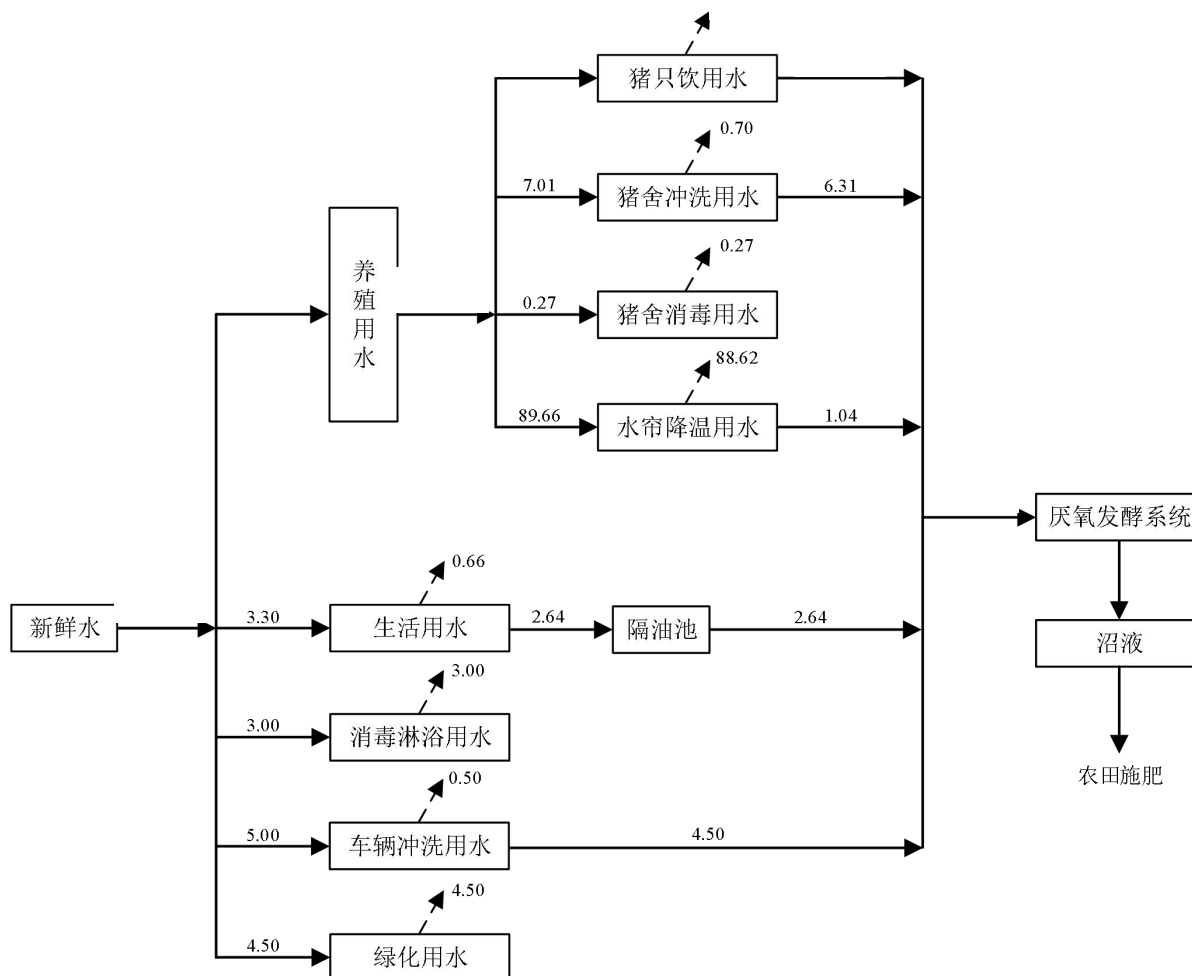 猪只饮用水
0.70
7.01
猪舍冲洗用水
6.31
0.27
养殖用水
0.27
猪舍消毒用水
88.62
89.66
水帘降温用水
1.04
厌氧发酵系统
0.66
新鲜水
3.30
生活用水
2.64
隔油池
2.64
沼液
3.00
3.00
消毒淋浴用水
农田施肥
0.50
5.00
车辆冲洗用水
4.50
4.50
4.50
绿化用水